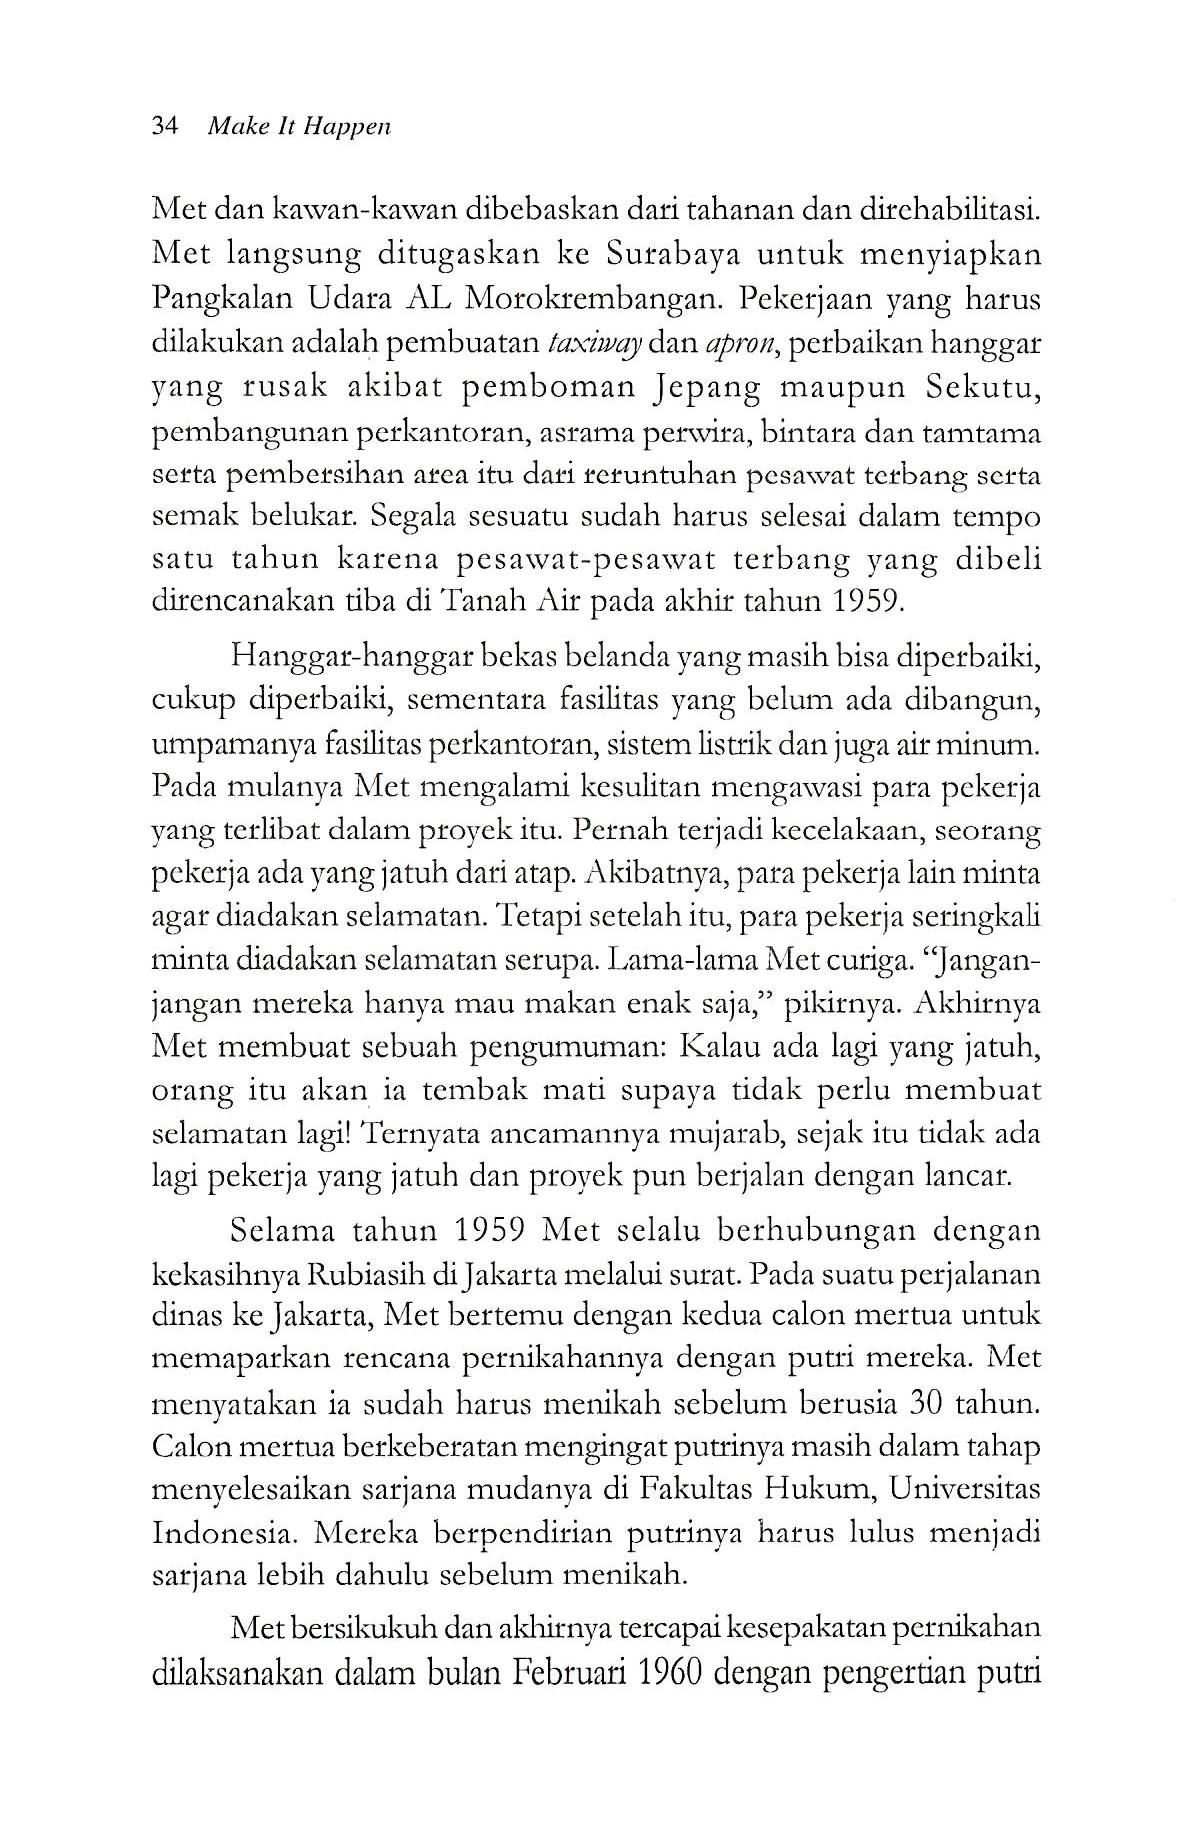 34 Make It Happen
Met dan kawan-kawan dibebaskan dari tahanan dan direhabilitasi.
Met langsung ditugaskan ke Surabaya untuk menyiapkan
Pangkalan Udara AL Morokrembangan. Pekerjaan yang harus
dilakukan adalah pembuatan taxiway dan apron, perbaikan hanggar
yang rusak akibat pemboman Jepang maupun Sekutu,
pembangunan perkantoran, asrama perwira, bintara dan tamtama
serta pembersihan area itu dari reruntuhan pesawat terbang serta
semak belukar. Segala sesuatu sudah harus selesai dalam tempo
satu tahun karena pesawat-pesawat terbang yang dibeli
direncanakan tiba di Tanah Air pada akhir tahun 1959.
Hanggar-hanggar bekas belanda yang masih bisa diperbaiki,
cukup diperbaiki, sementara fasilitas yang belum ada dibangun,
umpamanya fasilitas perkantoran, sistem listrik dan juga air minum.
Pada mulanya Met mengalami kesulitan mengawasi para pekerja
yang terlibat dalam proyek itu. Pernah terjadi kecelakaan, seorang
pekerja ada yang jatuh dari atap. Akibatnya, para pekerja lain minta
agar diadakan selamatan. Tetapi setelah itu, para pekerja seringkali
minta diadakan selamatan serupa. Lama-lama Met curiga. “Jangan-
jangan mereka hanya mau makan enak saja,” pikirnya. Akhirnya
Met membuat sebuah pengumuman: Kalau ada lagi yang jatuh,
orang itu akan ia tembak mati supaya tidak perlu membuat
selamatan lagi! Ternyata ancamannya mujarab, sejak itu tidak ada
lagi pekerja yang jatuh dan proyek pun berjalan dengan lancar.
Selama tahun 1959 Met selalu berhubungan dengan
kekasihnya Rubiasih di Jakarta melalui surat. Pada suatu perjalanan
dinas ke Jakarta, Met bertemu dengan kedua calon mertua untuk
memaparkan rencana pernikahannya dengan putri mereka. Met
menyatakan ia sudah harus menikah sebelum berusia 30 tahun.
Calon mertua berkeberatan mengingat putrinya masih dalam tahap
menyelesaikan sarjana mudanya di Fakultas Hukum, Universitas
Indonesia. Mereka berpendirian putrinya harus lulus menjadi
sarjana lebih dahulu sebelum menikah.
Met bersikukuh dan akhirnya tercapai kesepakatan pernikahan
dilaksanakan dalam bulan Februari 1960 dengan pengertian putri